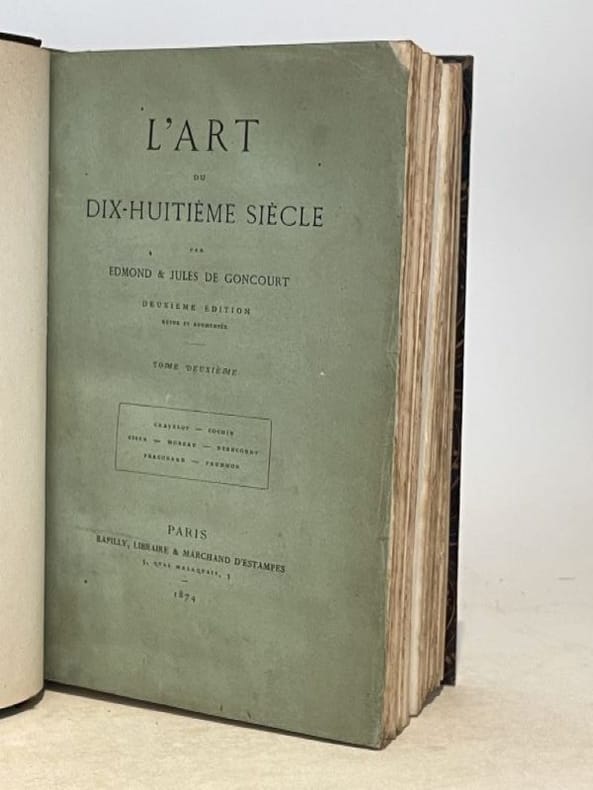 L'ART
DU
DIX-HUITIÈME SIÈCLE
PAR
EDMOND & JULES DE GONCOURT
DEUXIÈME ÉDITION
REVUE ET AUGMENTÉE
TOME DEUXIÈME
GRAVELOT — COCHIN
EISEN — MOREAU — DEBUCOURT
FRAGONARD — PRUDHON
PARIS
RAPILLY, LIBRAIRE & MARCHAND D'ESTAMPES
5, QUAI MALAQUAIS, 5
1874